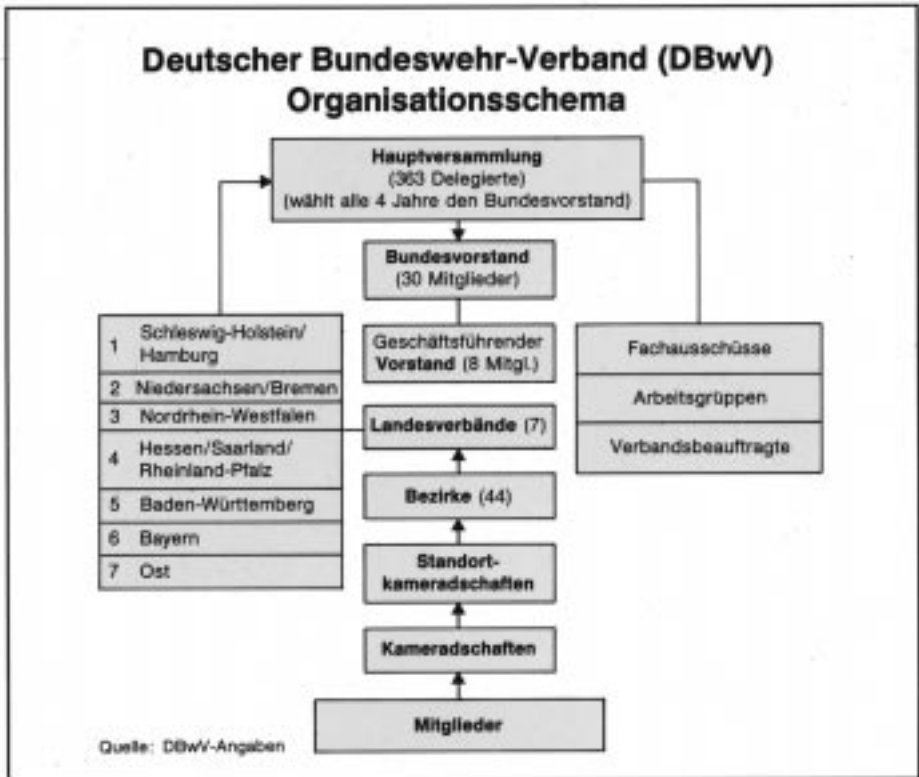 Deutscher Bundeswehr-Verband (DBwV)
Organisationsschema
Hauptversammlung
(363 Delegierte)
(wählt alle 4 Jahre den Bundesvorstand)
Bundesvorstand
(30 Mitglieder)
1 Schleswig-Holstein/
Hamburg
2 Niedersachsen/Bremen
3 Nordrhein-Westfalen
4 Hessen/Saarland/
Rheinland-Pfalz
5 Baden-Württemberg
6 Bayern
7 Ost
Geschäftsführender
Vorstand (8 Mitgl.)
Landesverbände (7)
Bezirke (44)
Standort-
kameradschaften
Kameradschaften
Mitglieder
Fachausschüsse
Arbeitsgrüppen
Verbandsbeauftragte
Quelle: DBwV-Angaben